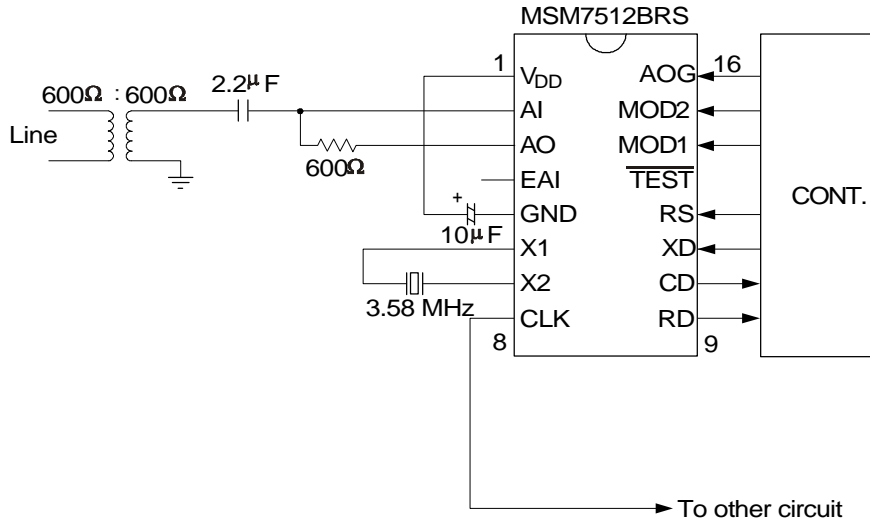 MSM7512BRS
1
16
VDD
AOG
2.2μF
600Ω : 600Ω
AI
MOD2
Line
AO
MOD1
600Ω
EAI
TEST
CONT.
+
GND
RS
10μF
X1
XD
X2
CD
3.58 MHz
CLK
RD
8
9
To other circuit